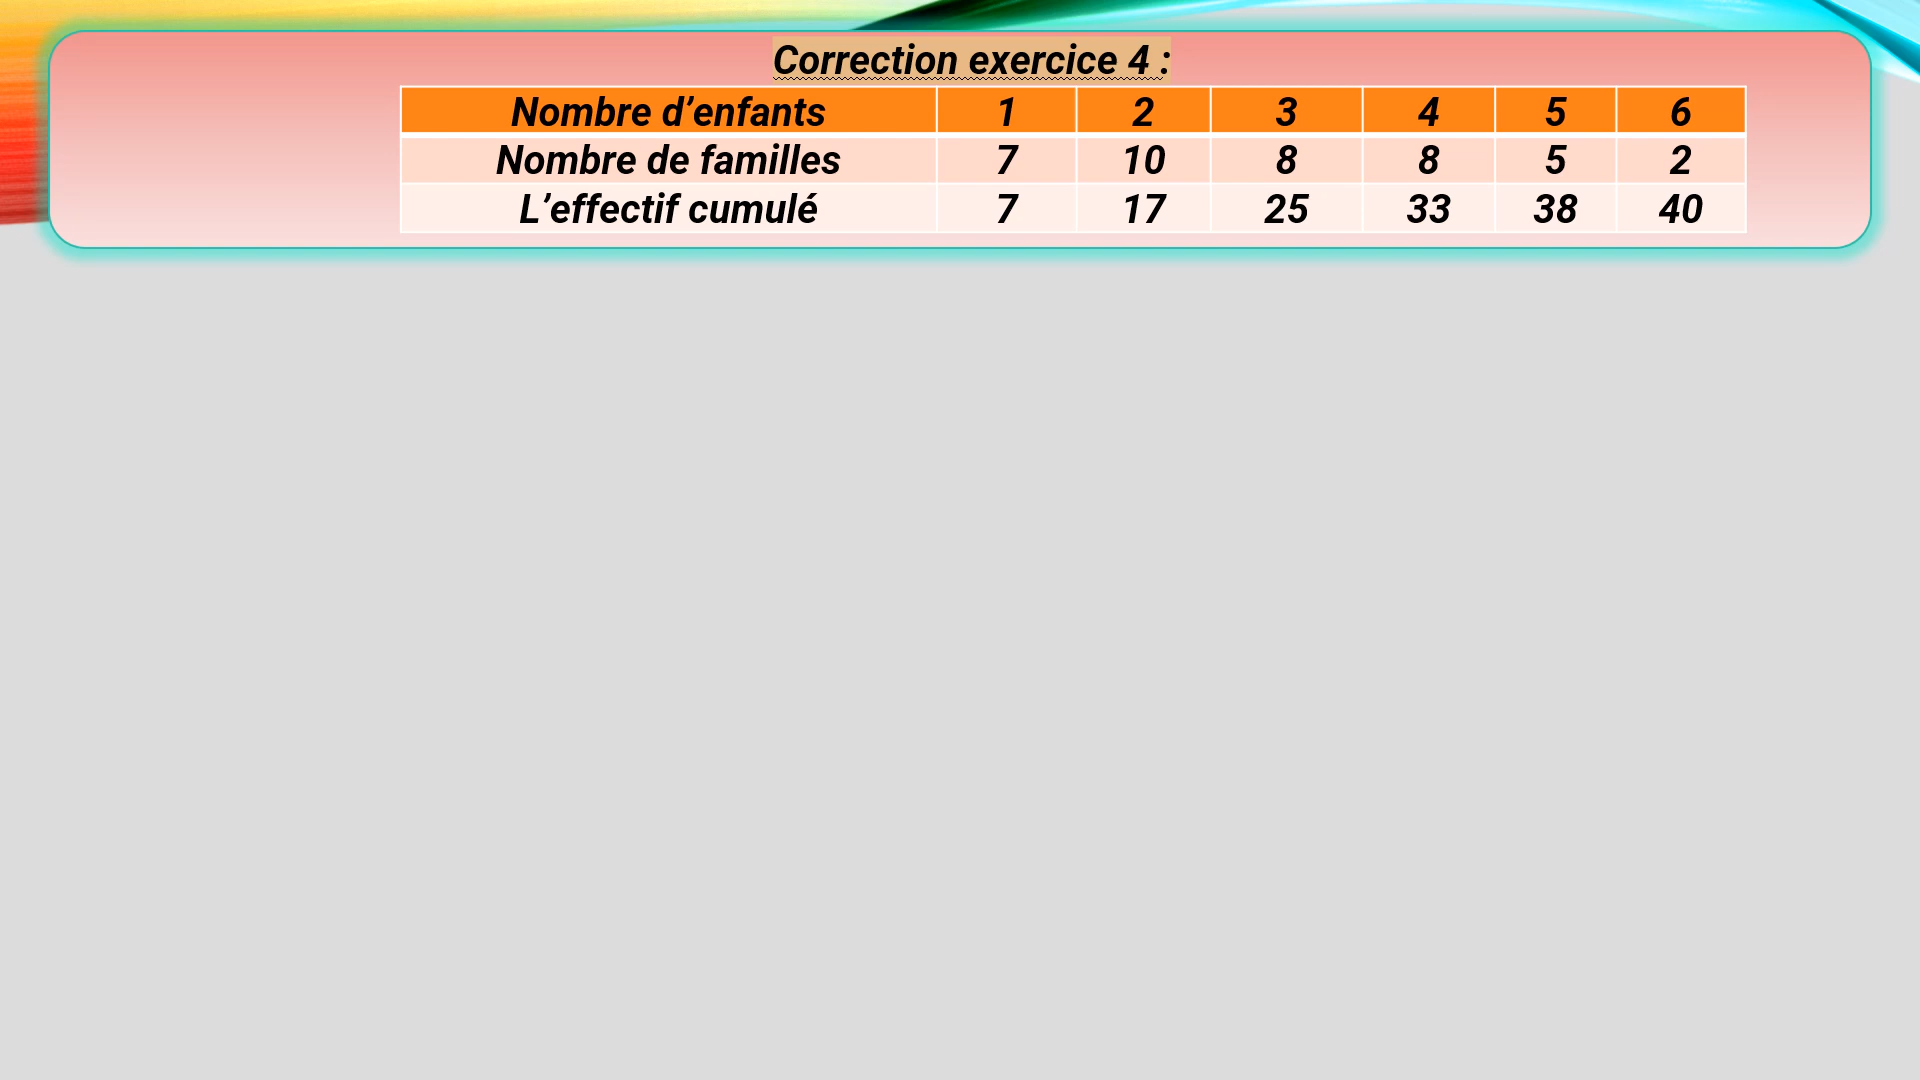 Correction exercice 4 :
Nombre d’enfants 1 2 3 4 5 6
Nombre de familles 7 10 8 8 5 2
L’effectif cumulé 7 17 25 33 38 40